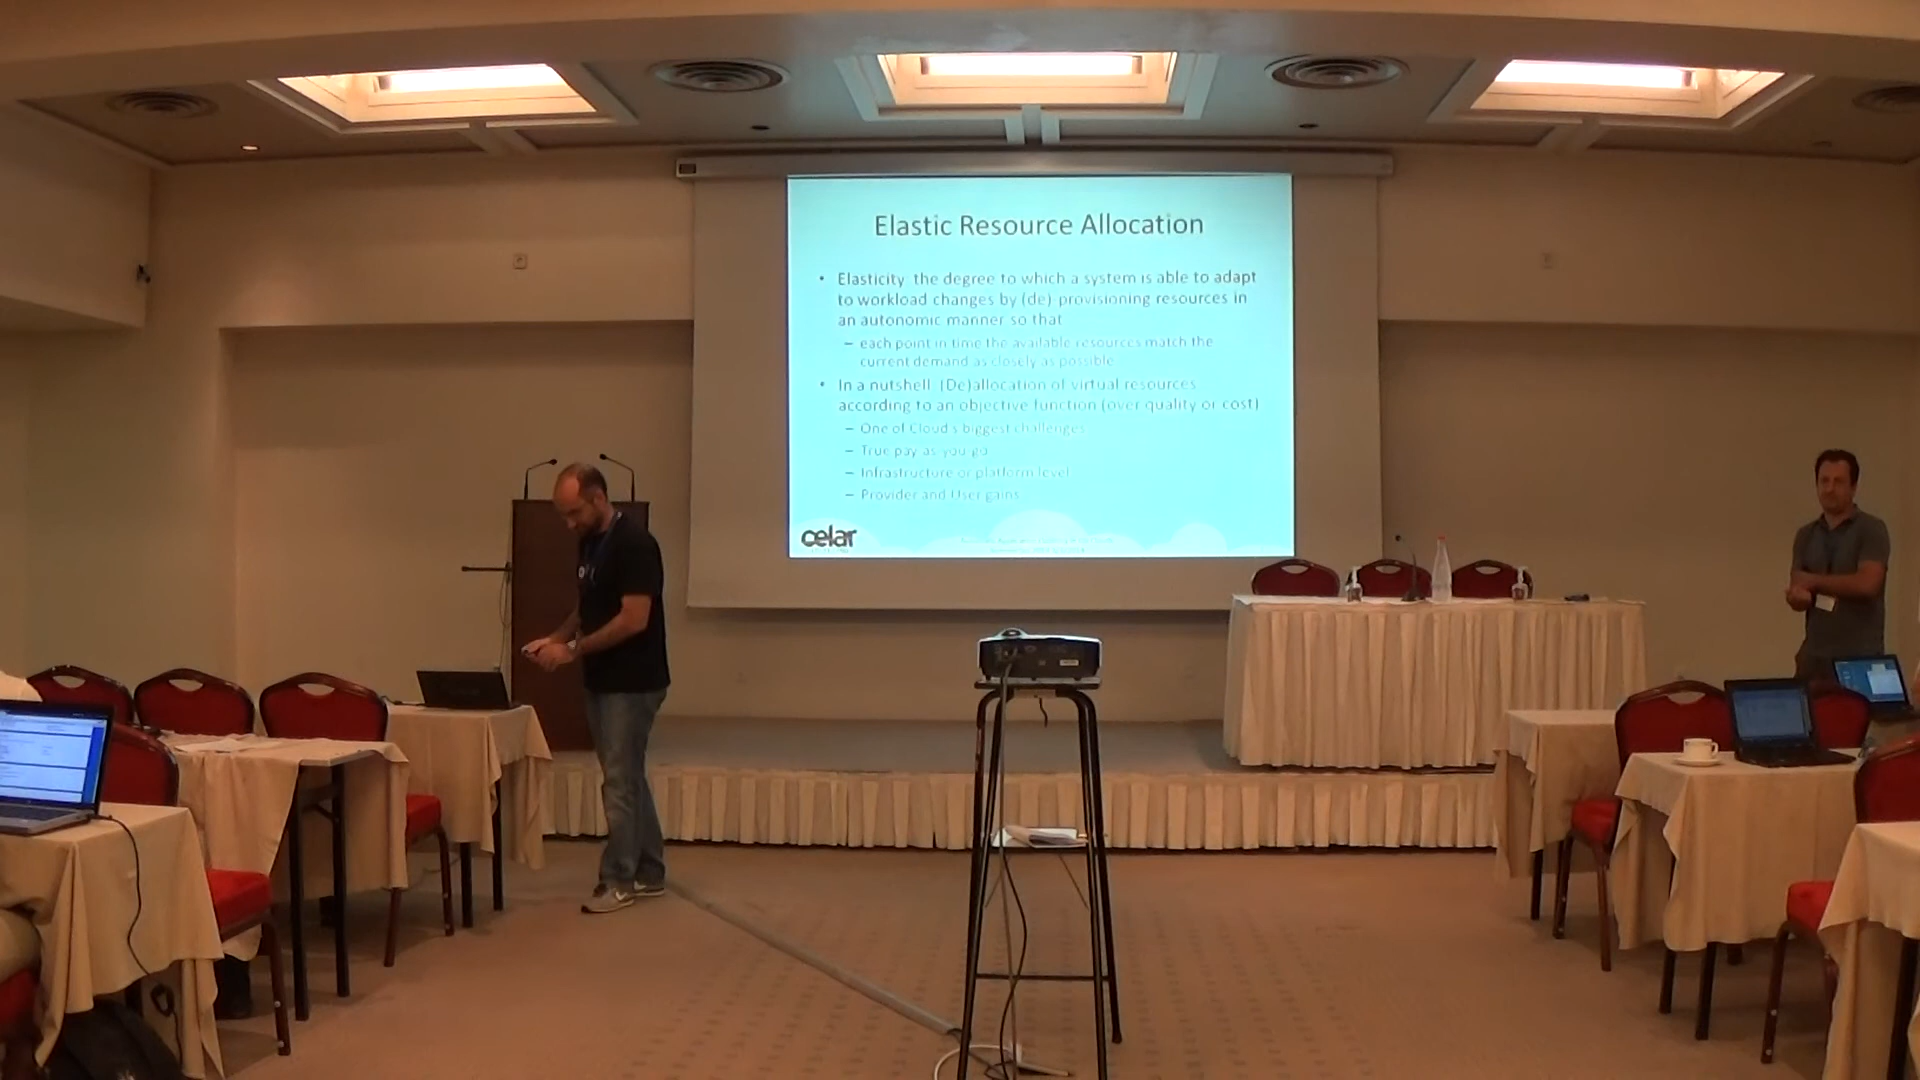 Elastic Resource Allocation
• Elasticity the degree to which a system is able to adapt
to workload changes by (de) provisioning resources in
an autonomic manner so that
– each point in time the available resources match the
current demand as closely as possible
• In a nutshell (De)allocation of virtual resources
according to an objective function (over quality or cost)
– One of Cloud's biggest challenges
– True pay as you go
– Infrastructure or platform level
– Provider and User gains
celar